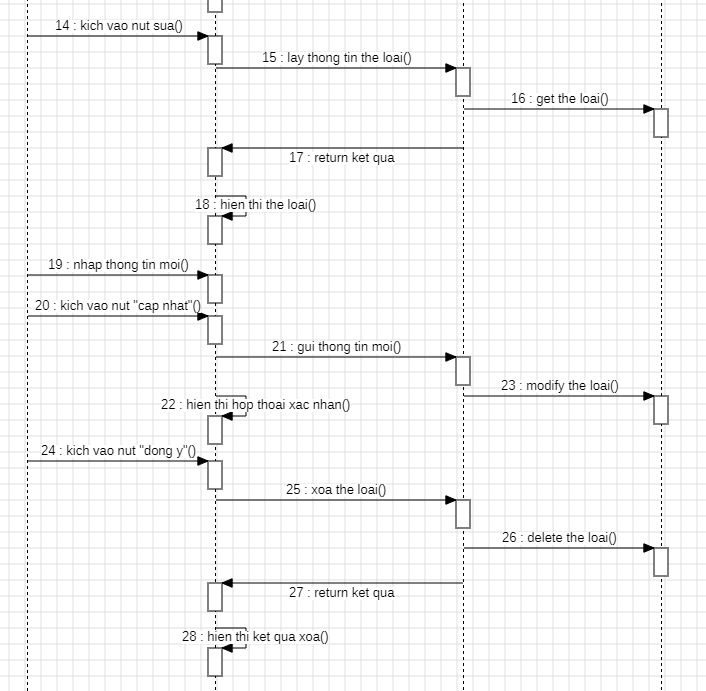 14 : kich vao nut sua()
15 : lay thong tin the loai()
16 : get the loai()
17 : return ket qua
18 : hien thi the loai()
19 : nhap thong tin moi()
20 : kich vao nut "cap nhat"()
21 : gui thong tin moi()
23 : modify the loai()
22 : hien thi hop thoai xac nhan()
24 : kich vao nut "dong y"()
25 : xoa the loai()
26 : delete the loai()
27 : return ket qua
28 : hien thi ket qua xoa()